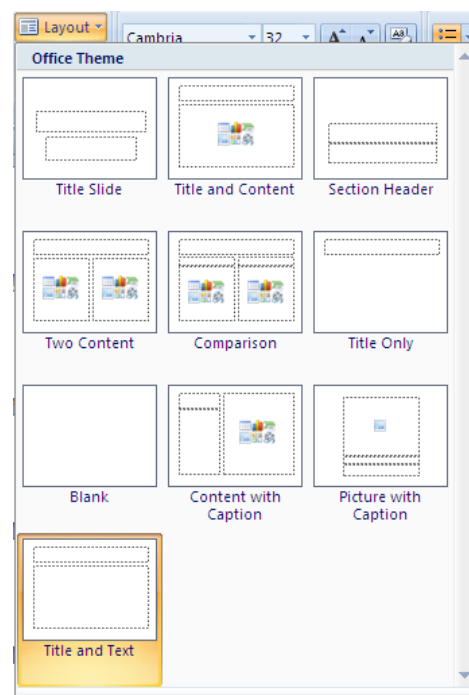 Layout
Cambria 32 A A Aa
Office Theme
Title Slide Title and Content Section Header
Two Content Comparison Title Only
Blank Content with Caption Picture with Caption
Title and Text